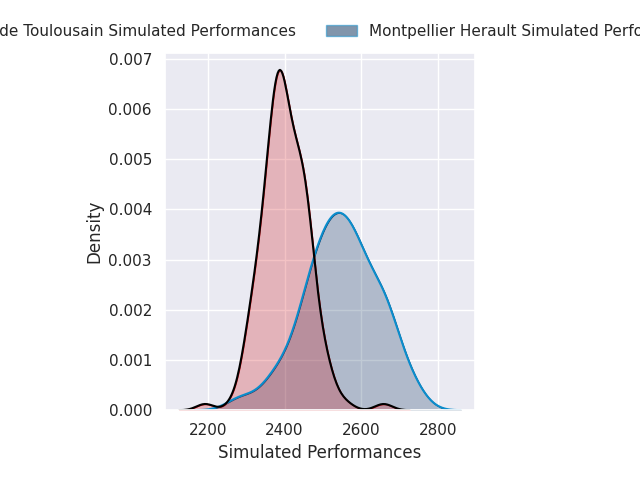 de Toulousain Simulated Performances
Montpellier Herault Simulated Perfo
0.007
0.006
0.005
0.004
0.003
0.002
0.001
0.000
Density
2200 2400 2600 2800
Simulated Performances